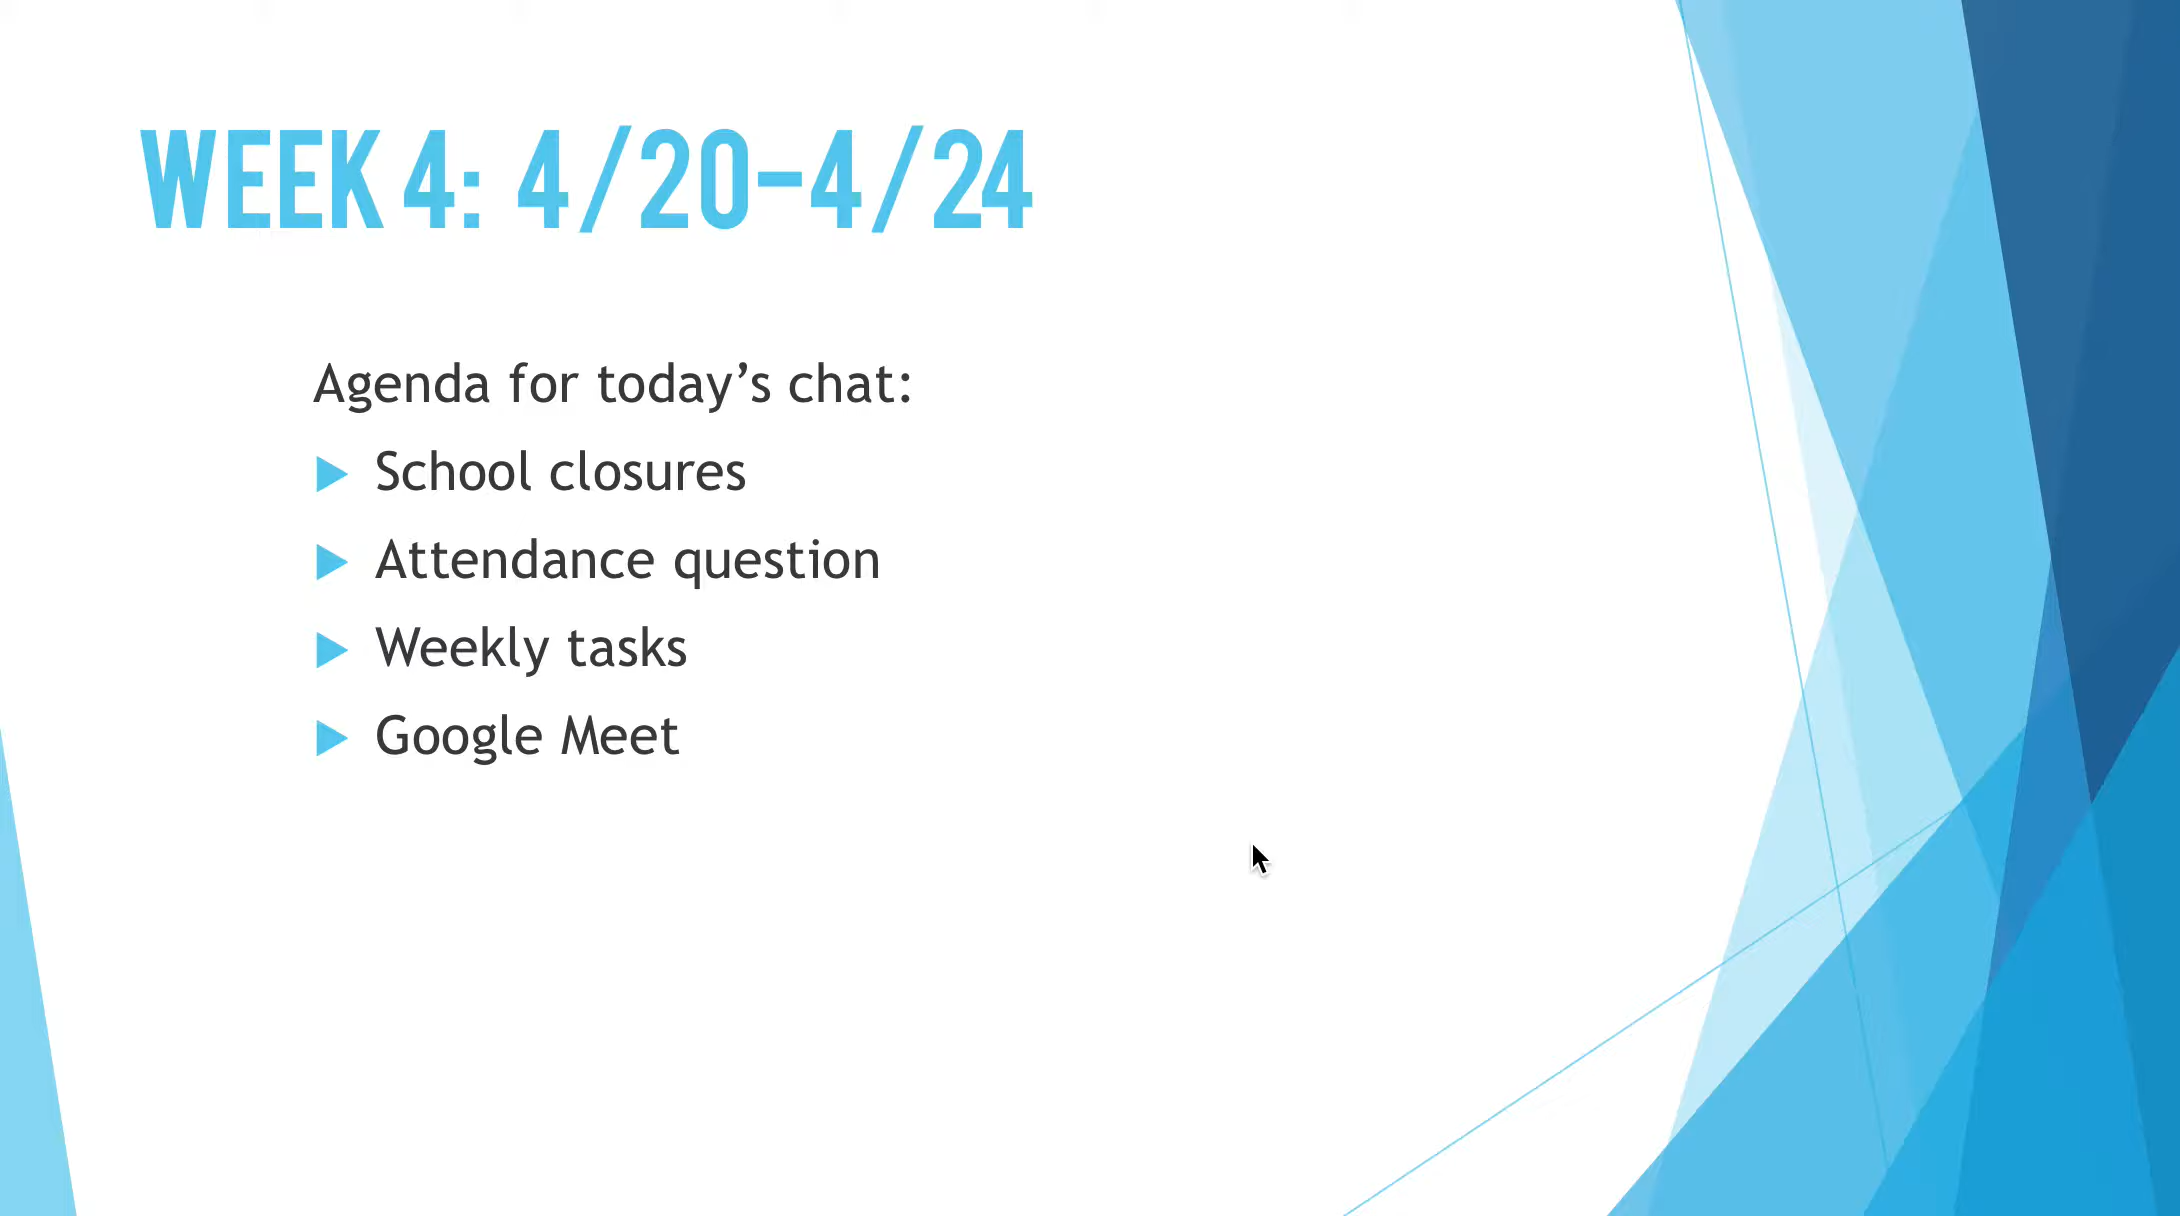 WEEK 4: 4/20-4/24
Agenda for today’s chat:
School closures
Attendance question
Weekly tasks
Google Meet